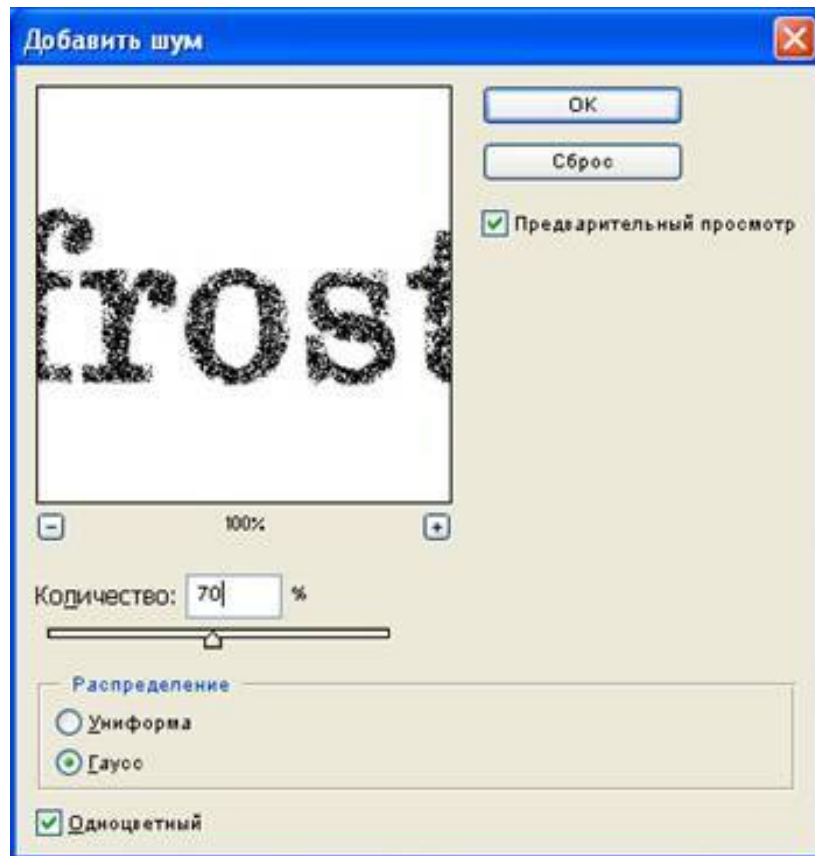 Добавить шум
OK
Сброс
Предварительный просмотр
frost
100%
Количество: 70 %
Распределение
Униформа
Гаусс
Одноцветный